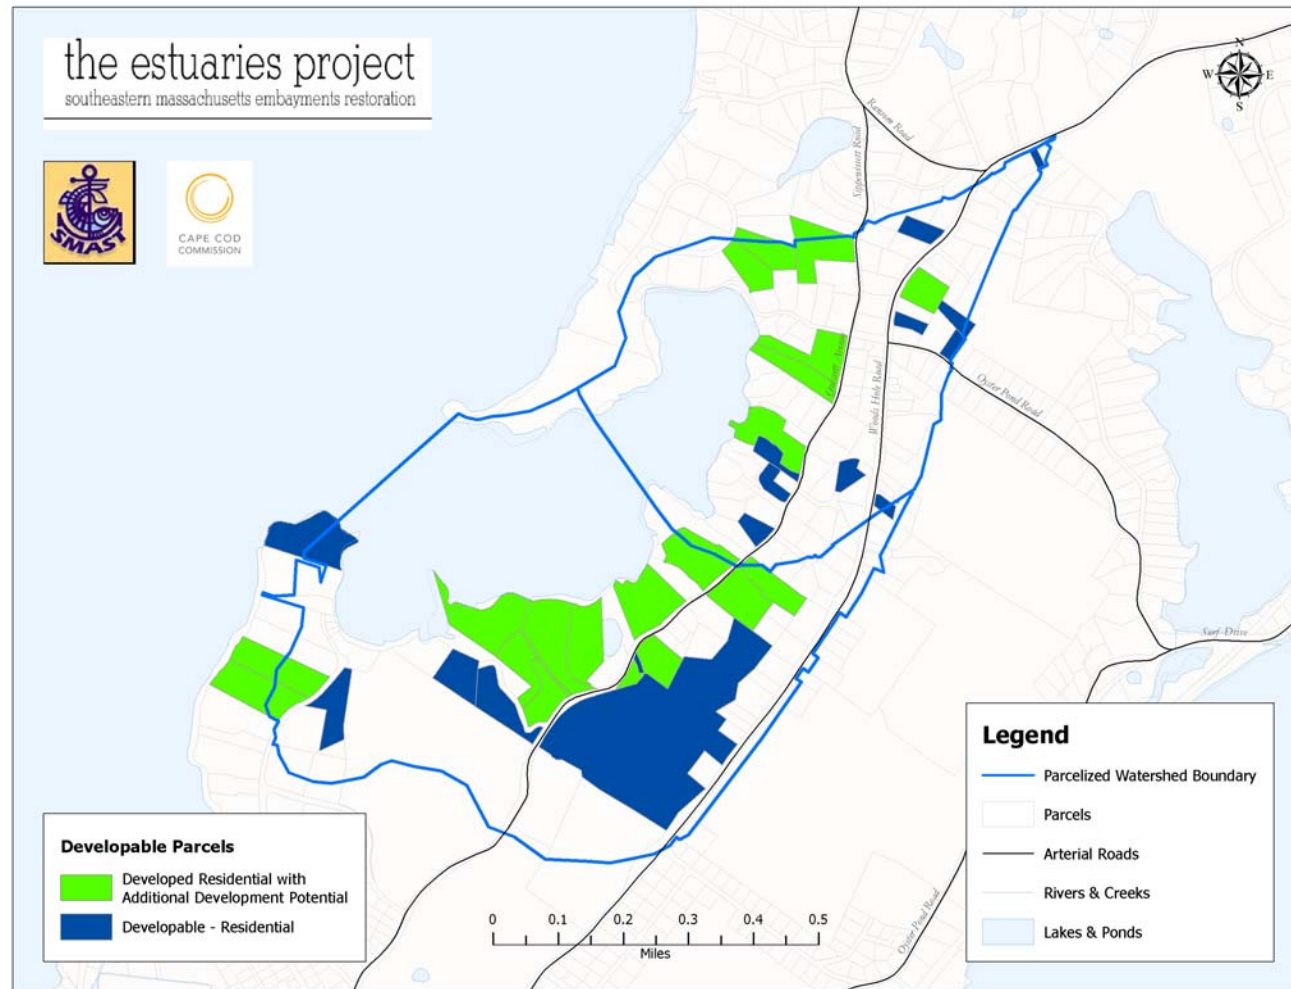 the estuaries project
southeastern massachusetts embayments restoration
SMAST
CAPE COD
COMMISSION
N
W
E
S
Ransom Road
Sippewissett Road
Woods Hole Road
Oyster Pond Road
Surf Drive
Oyster Pond Road
Developable Parcels
Developed Residential with
Additional Development Potential
Developable - Residential
0 0.1 0.2 0.3 0.4 0.5
Miles
Legend
Parcelized Watershed Boundary
Parcels
Arterial Roads
Rivers & Creeks
Lakes & Ponds